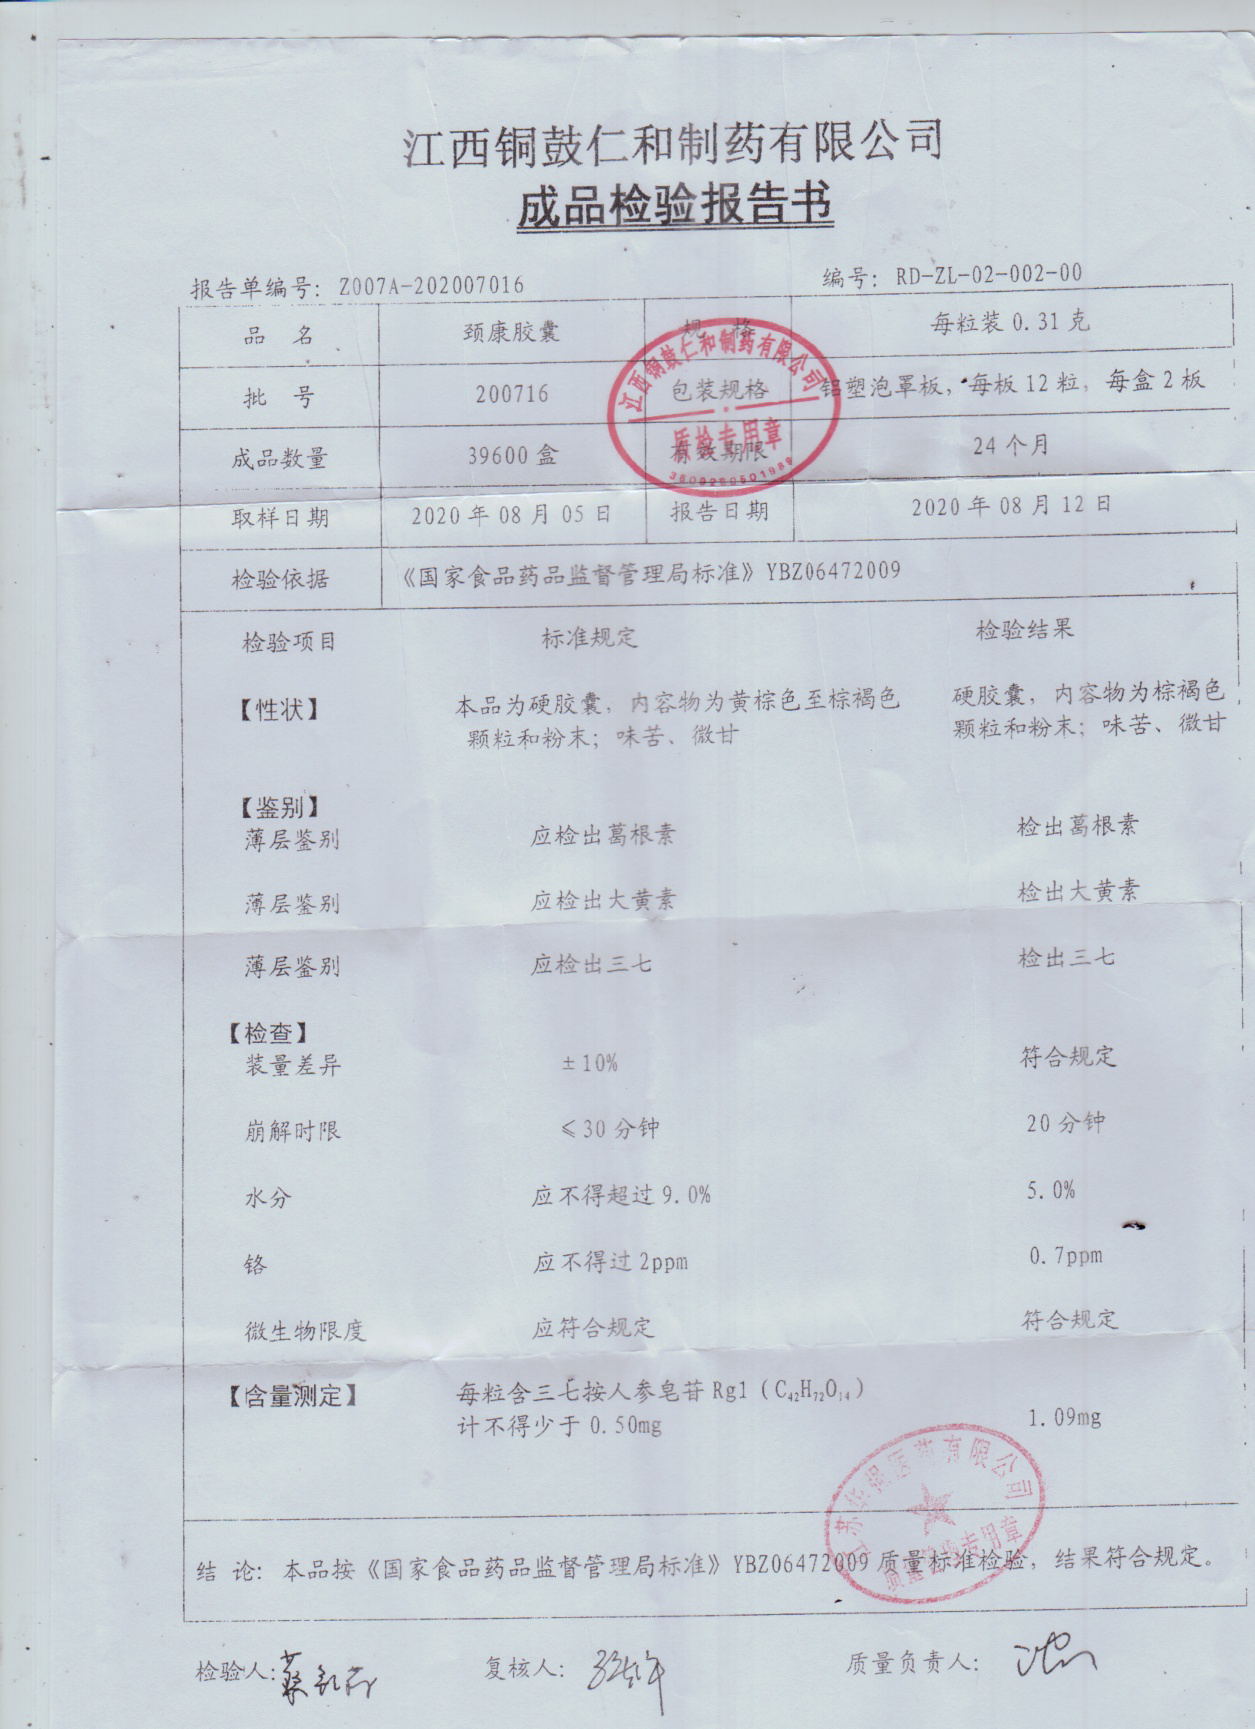 江西铜鼓仁和制药有限公司
成品检验报告书
报告单编号: Z007A-202007016 编号: RD-ZL-02-002-00
品 名 颈康胶囊 规 格 每粒装 0.31 克
批 号 200716 包装规格 铝塑泡罩板, 每板 12 粒, 每盒 2 板
成品数量 39600 盒 有效期限 24 个月
取样日期 2020 年 08 月 05 日 报告日期 2020 年 08 月 12 日
检验依据 《国家食品药品监督管理局标准》YBZ06472009
江西铜鼓仁和制药有限公司
质检专用章
检验项目 标准规定 检验结果
【性状】 本品为硬胶囊, 内容物为黄棕色至棕褐色 硬胶囊, 内容物为棕褐色
颗粒和粉末; 味苦、微甘 颗粒和粉末; 味苦、微甘
【鉴别】
薄层鉴别 应检出葛根素 检出葛根素
薄层鉴别 应检出大黄素 检出大黄素
薄层鉴别 应检出三七 检出三七
【检查】
装量差异 ±10% 符合规定
崩解时限 ≤30 分钟 20 分钟
水分 应不得超过 9.0% 5.0%
铬 应不得过 2ppm 0.7ppm
微生物限度 应符合规定 符合规定
【含量测定】 每粒含三七按人参皂苷 Rg1 (C₄₂H₇₂O₁₄)
计不得少于 0.50mg 1.09mg
结 论: 本品按《国家食品药品监督管理局标准》YBZ06472009 质量标准检验, 结果符合规定。
检验人: 复核人: 质量负责人: